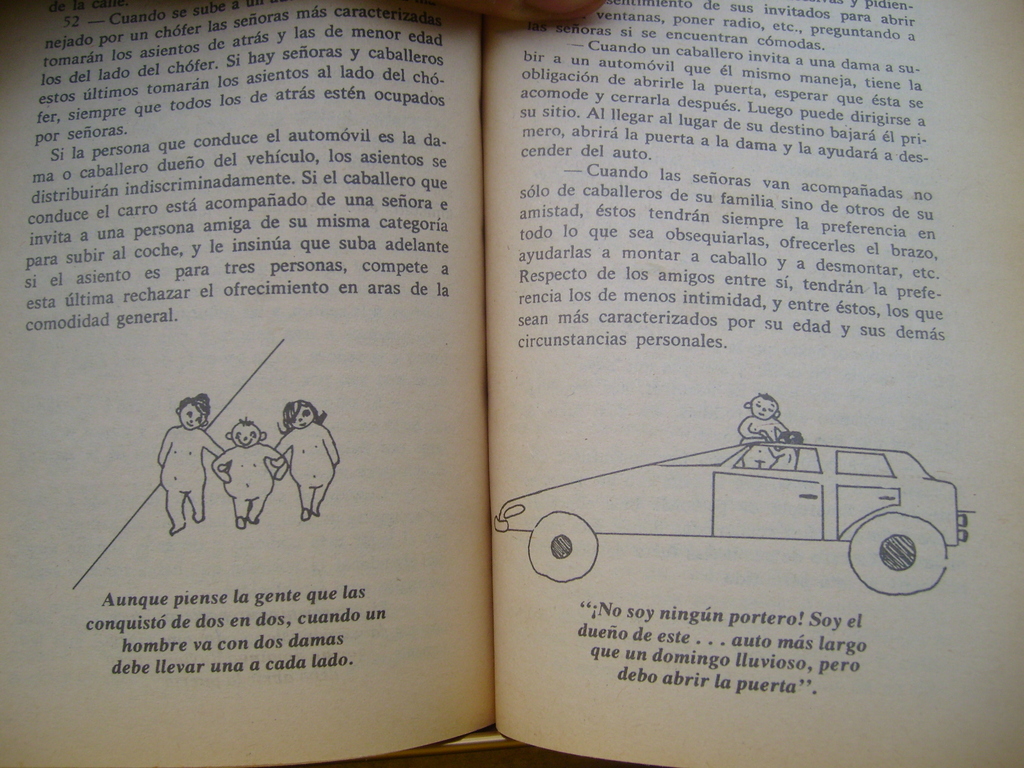 de la calle.
52 — Cuando se sube a un
nejado por un chófer las señoras más caracterizadas
tomarán los asientos de atrás y las de menor edad
los del lado del chófer. Si hay señoras y caballeros
estos últimos tomarán los asientos al lado del chó-
fer, siempre que todos los de atrás estén ocupados
por señoras.
Si la persona que conduce el automóvil es la da-
ma o caballero dueño del vehículo, los asientos se
distribuirán indiscriminadamente. Si el caballero que
conduce el carro está acompañado de una señora e
invita a una persona amiga de su misma categoría
para subir al coche, y le insinúa que suba adelante
si el asiento es para tres personas, compete a
esta última rechazar el ofrecimiento en aras de la
comodidad general.
Aunque piense la gente que las
conquistó de dos en dos, cuando un
hombre va con dos damas
debe llevar una a cada lado.
y pidien-
sentimiento de sus invitados para abrir
ventanas, poner radio, etc., preguntando a
las señoras si se encuentran cómodas.
— Cuando un caballero invita a una dama a su-
bir a un automóvil que él mismo maneja, tiene la
obligación de abrirle la puerta, esperar que ésta se
acomode y cerrarla después. Luego puede dirigirse a
su sitio. Al llegar al lugar de su destino bajará él pri-
mero, abrirá la puerta a la dama y la ayudará a des-
cender del auto.
— Cuando las señoras van acompañadas no
sólo de caballeros de su familia sino de otros de su
amistad, éstos tendrán siempre la preferencia en
todo lo que sea obsequiarlas, ofrecerles el brazo,
ayudarlas a montar a caballo y a desmontar, etc.
Respecto de los amigos entre sí, tendrán la prefe-
rencia los de menos intimidad, y entre éstos, los que
sean más caracterizados por su edad y sus demás
circunstancias personales.
“¡No soy ningún portero! Soy el
dueño de este . . . auto más largo
que un domingo lluvioso, pero
debo abrir la puerta”.